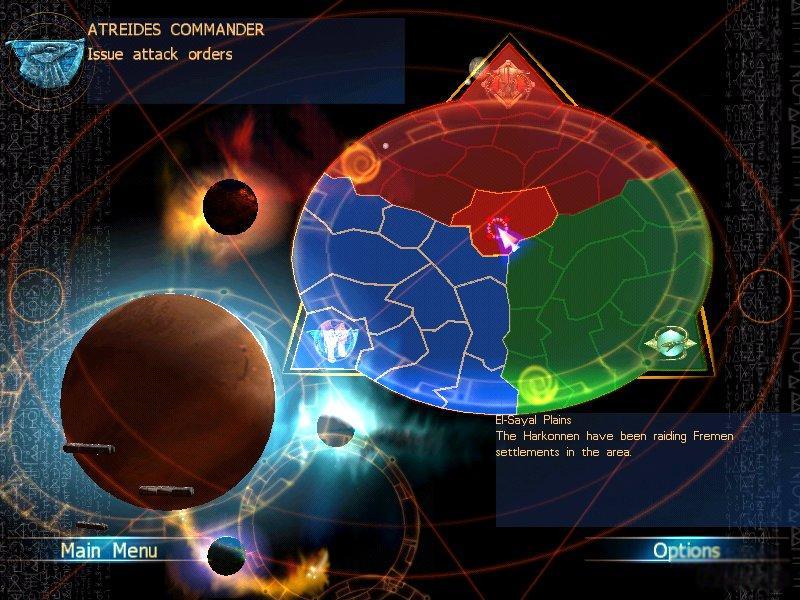 ATREIDES COMMANDER
Issue attack orders
El-Sayal Plains
The Harkonnen have been raiding Fremen
settlements in the area.
Main Menu
Options